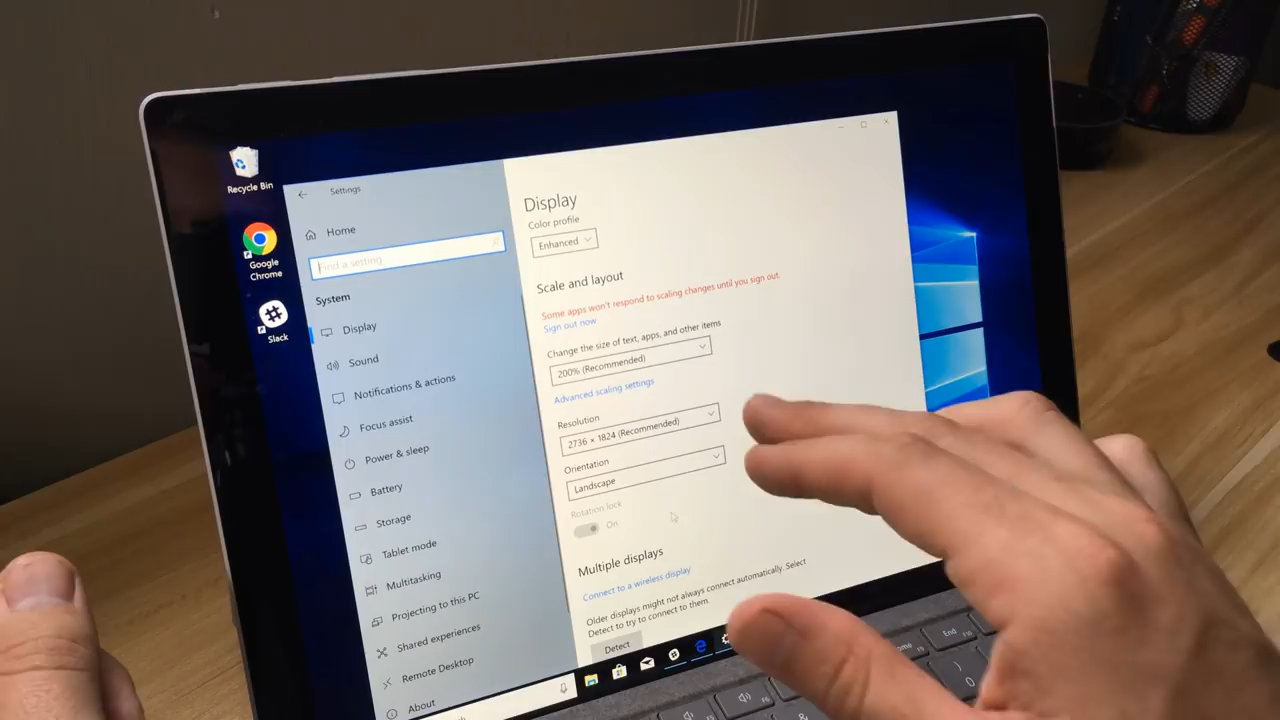 Recycle Bin
Google
Chrome
Slack
Settings
Home
Find a setting
System
Display
Sound
Notifications & actions
Focus assist
Power & sleep
Battery
Storage
Tablet mode
Multitasking
Projecting to this PC
Shared experiences
Remote Desktop
About
Display
Color profile
Enhanced
Scale and layout
Some apps won't respond to scaling changes until you sign out.
Sign out now
Change the size of text, apps, and other items
200% (Recommended)
Advanced scaling settings
Resolution
2736 × 1824 (Recommended)
Orientation
Landscape
Rotation lock
On
Multiple displays
Connect to a wireless display
Older displays might not always connect automatically. Select
Detect to try to connect to them.
Detect
End
F10
)
0
&